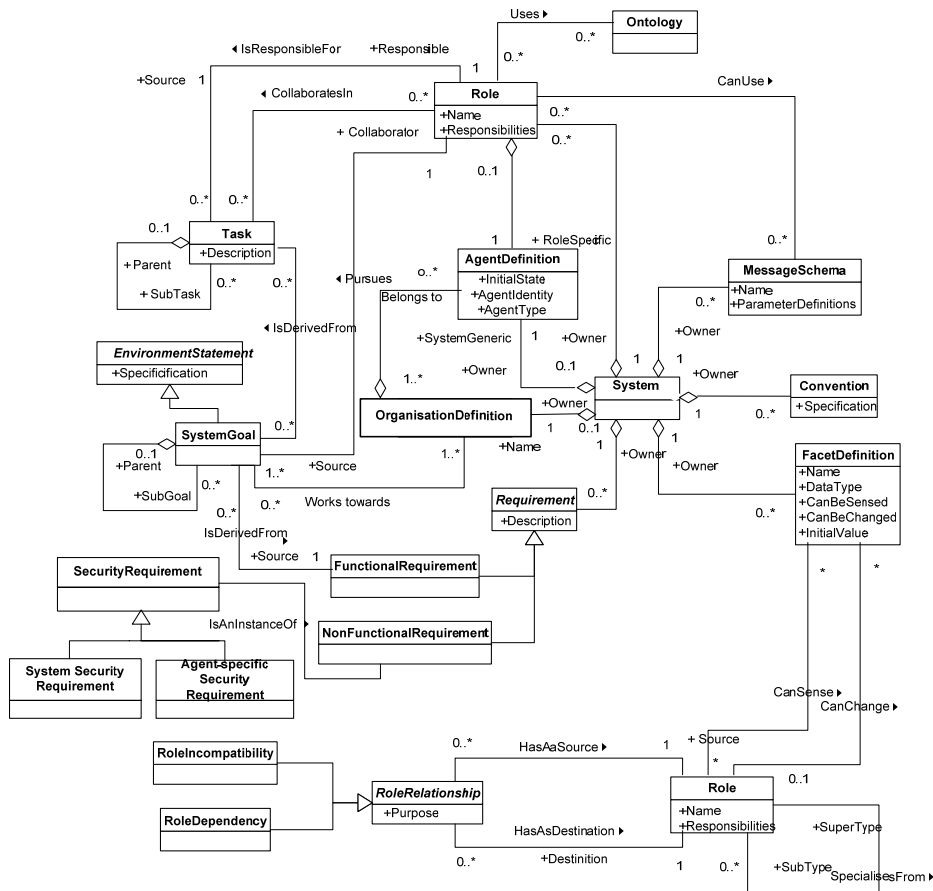 Uses ▶
Ontology
0..*
0..*
◀ IsResponsibleFor
+Responsible
+Source
1
1
CanUse ▶
◀ CollaboratesIn
0..*
Role
+Name
+Responsibilities
0..*
0..*
+ Collaborator
1
0..1
0..*
0..*
0..1
Task
+Description
+ Parent
+ SubTask
0..*
0..*
1
+ RoleSpecific
0..*
AgentDefinition
+InitialState
+AgentIdentity
+AgentType
MessageSchema
+Name
+ParameterDefinitions
◀ Pursues
o..*
Belongs to
0..*
+Owner
◀ IsDerivedFrom
+SystemGeneric
1
+Owner
EnvironmentStatement
+Specificification
0..1
1
1
+Owner
+Owner
1..*
System
Convention
+ Specification
OrganisationDefinition
+Owner
1
0..1
1
0..*
+Name
1
+Owner
1
+Owner
0..*
SystemGoal
0..1
+Parent
+SubGoal
0..*
1..*
+Source
1..*
Works towards
0..*
0..*
FacetDefinition
+Name
+DataType
+CanBeSensed
+CanBeChanged
+InitialValue
0..*
Requirement
+Description
0..*
IsDerivedFrom ▶
+Source
1
FunctionalRequirement
*
*
SecurityRequirement
IsAnInstanceOf ▶
NonFunctionalRequirement
System Security
Requirement
Agent-specific
Security
Requirement
CanSense ▶
CanChange ▶
+ Source
0..*
HasAaSource ▶
1
*
0..1
RoleIncompatibility
RoleDependency
RoleRelationship
+Purpose
Role
+Name
+Responsibilities
HasAsDestination ▶
0..*
+Destinition
1
0..*
+SuperType
+SubType
SpecialisesFrom ▶